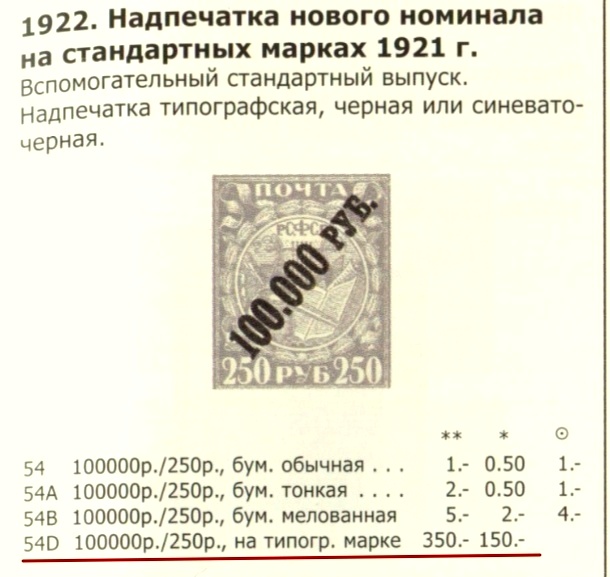 1922. Надпечатка нового номинала
на стандартных марках 1921 г.
Вспомогательный стандартный выпуск.
Надпечатка типографская, черная или синевато-
черная.
ПОЧТА
РСФСР
100.000 РУБ.
250 РУБ 250
** * ☉
54 100000р./250р., бум. обычная . . . 1.- 0.50 1.-
54A 100000р./250р., бум. тонкая . . . . 2.- 0.50 1.-
54B 100000р./250р., бум. мелованная 5.- 2.- 4.-
54D 100000р./250р., на типогр. марке 350.- 150.-